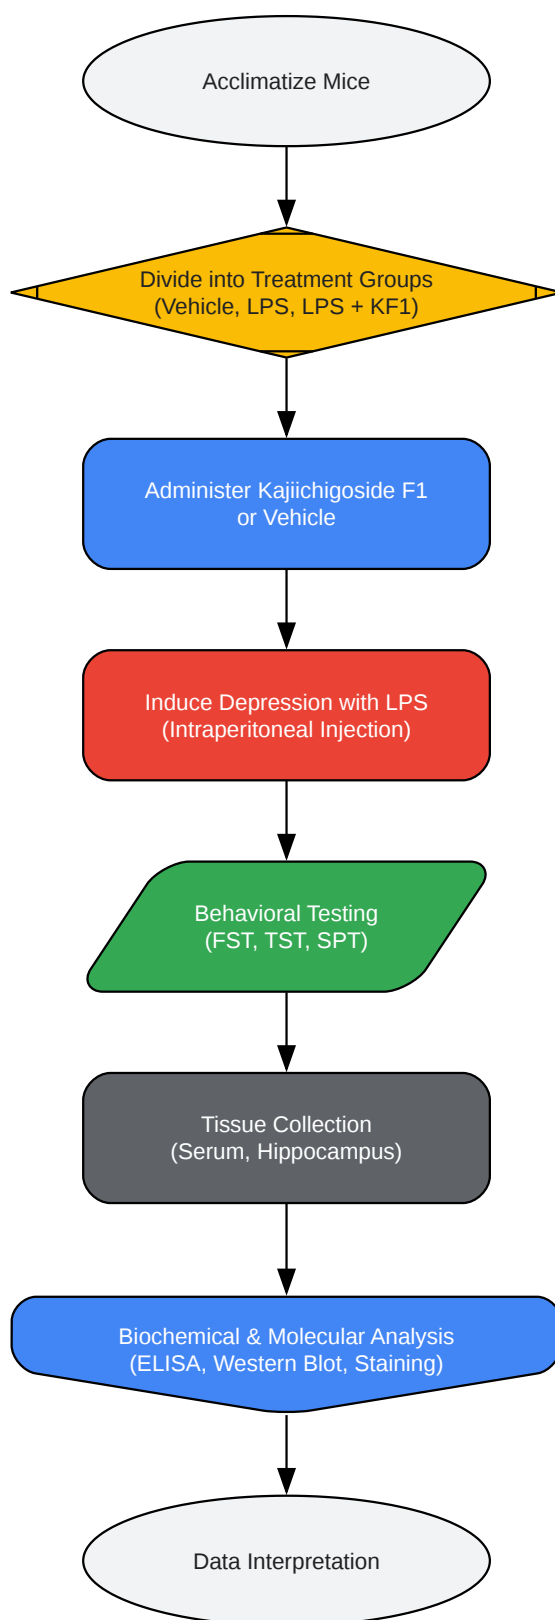 Acclimatize Mice
Divide into Treatment Groups
(Vehicle, LPS, LPS + KF1)
Administer Kajiichigoside F1
or Vehicle
Induce Depression with LPS
(Intraperitoneal Injection)
Behavioral Testing
(FST, TST, SPT)
Tissue Collection
(Serum, Hippocampus)
Biochemical & Molecular Analysis
(ELISA, Western Blot, Staining)
Data Interpretation